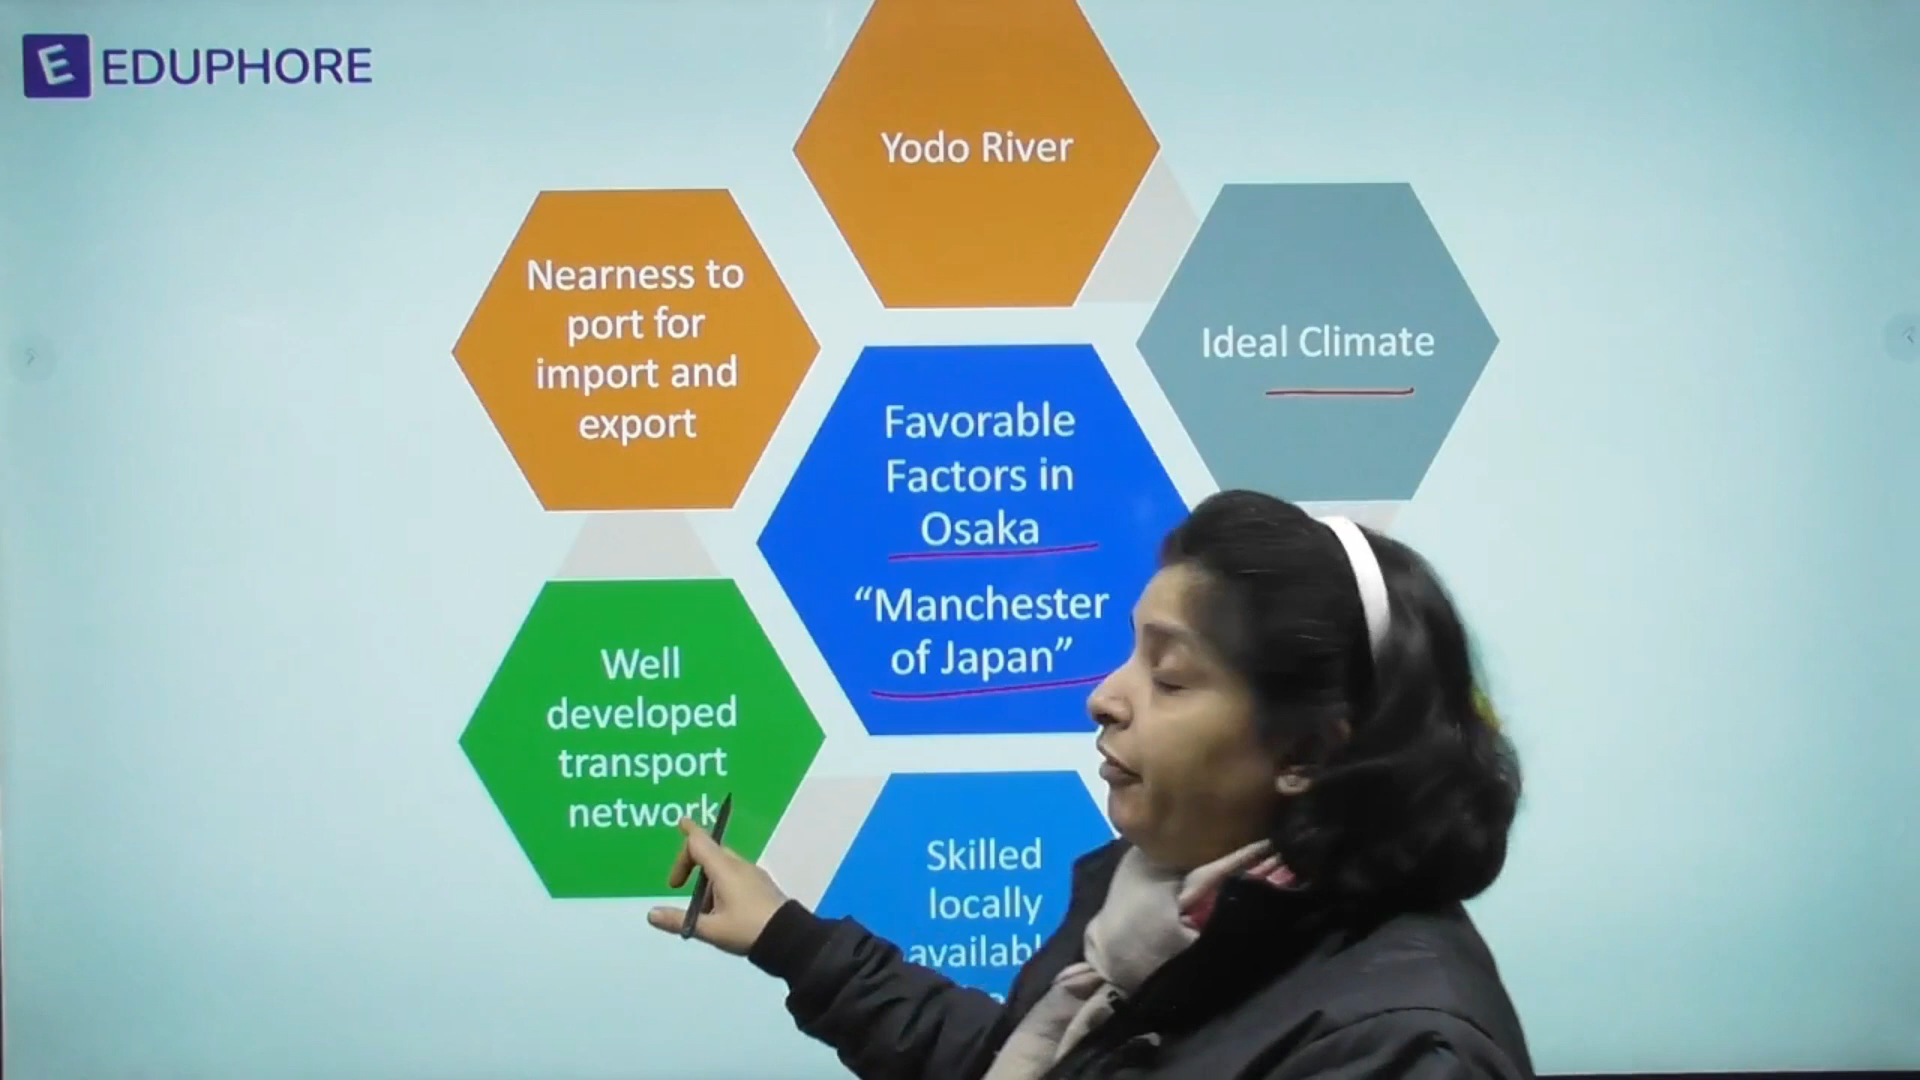 EDUPHORE
Yodo River
Nearness to
port for
import and
export
Ideal Climate
Favorable
Factors in
Osaka
“Manchester
of Japan”
Well
developed
transport
network
Skilled
locally